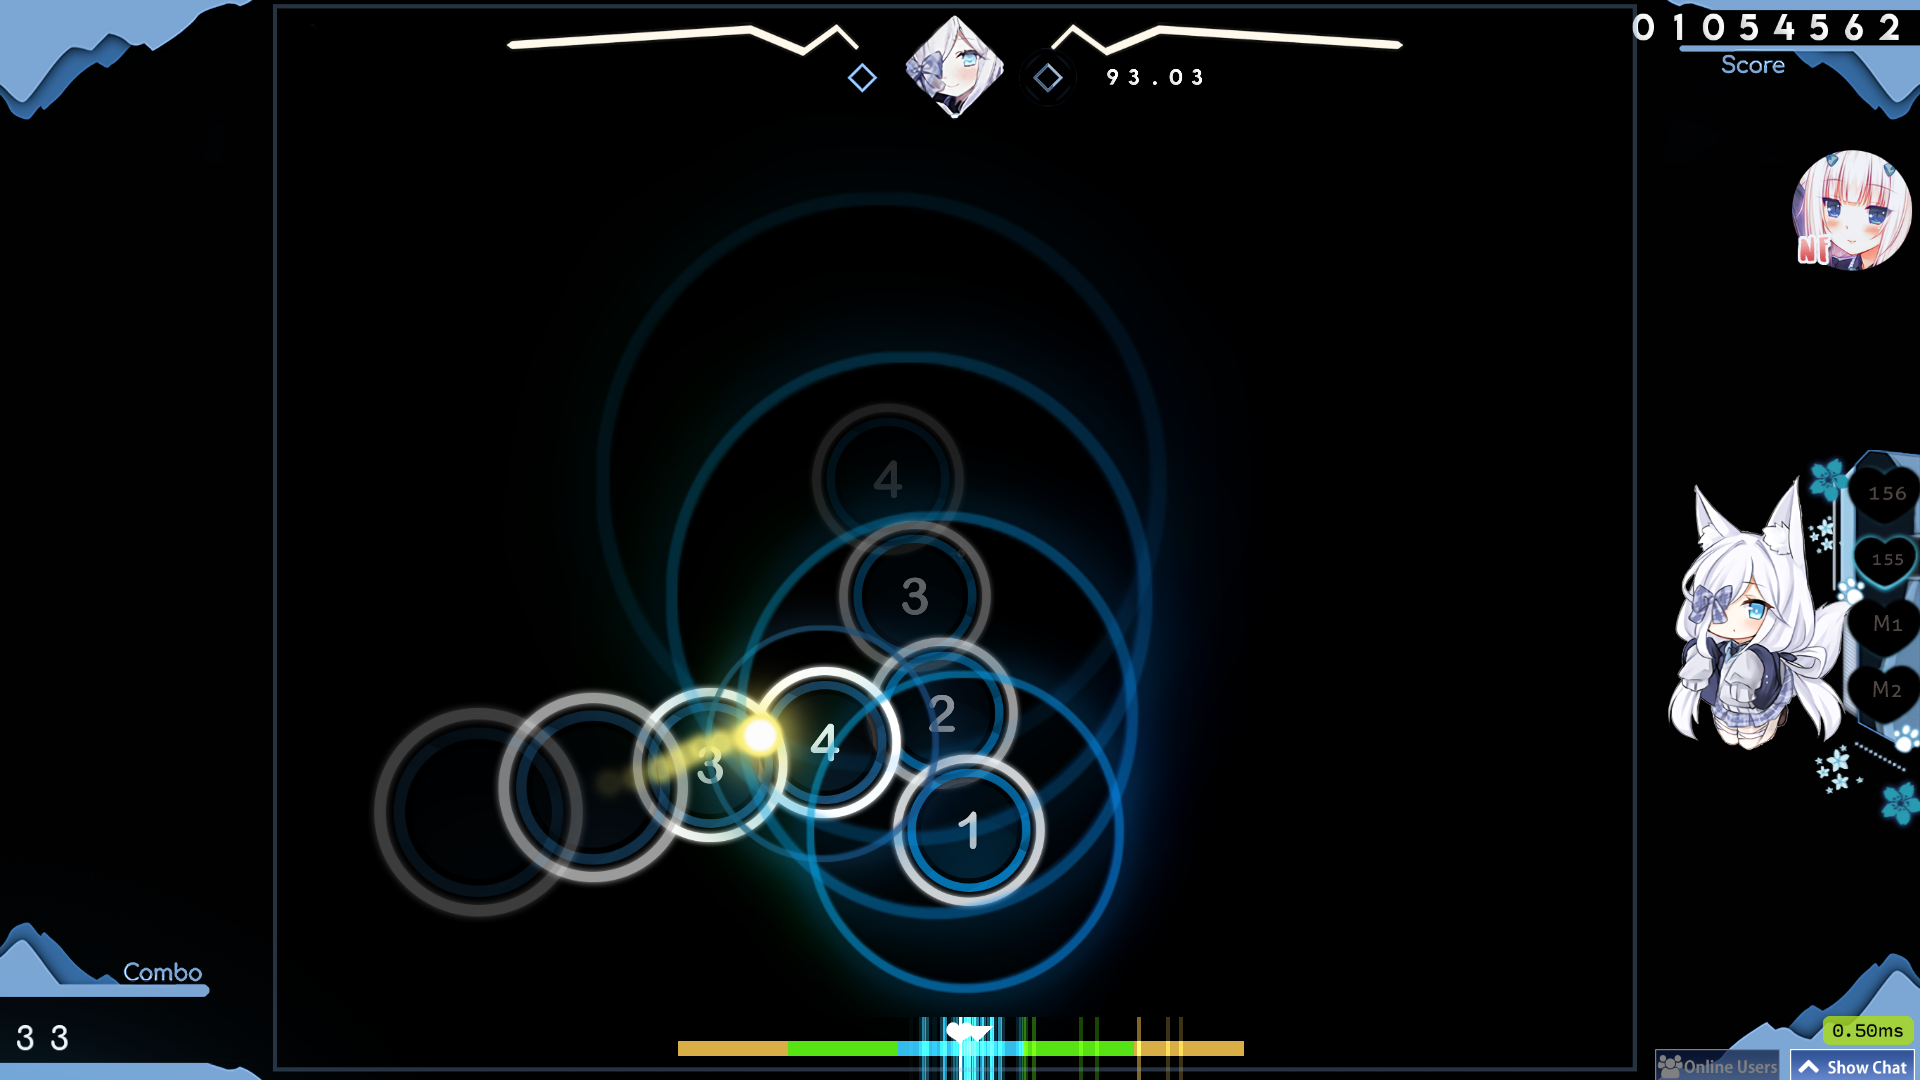 01054562
Score
93.03
NF
156
155
M1
M2
4
3
2
3
4
1
Combo
33
0.50ms
Online Users
Show Chat